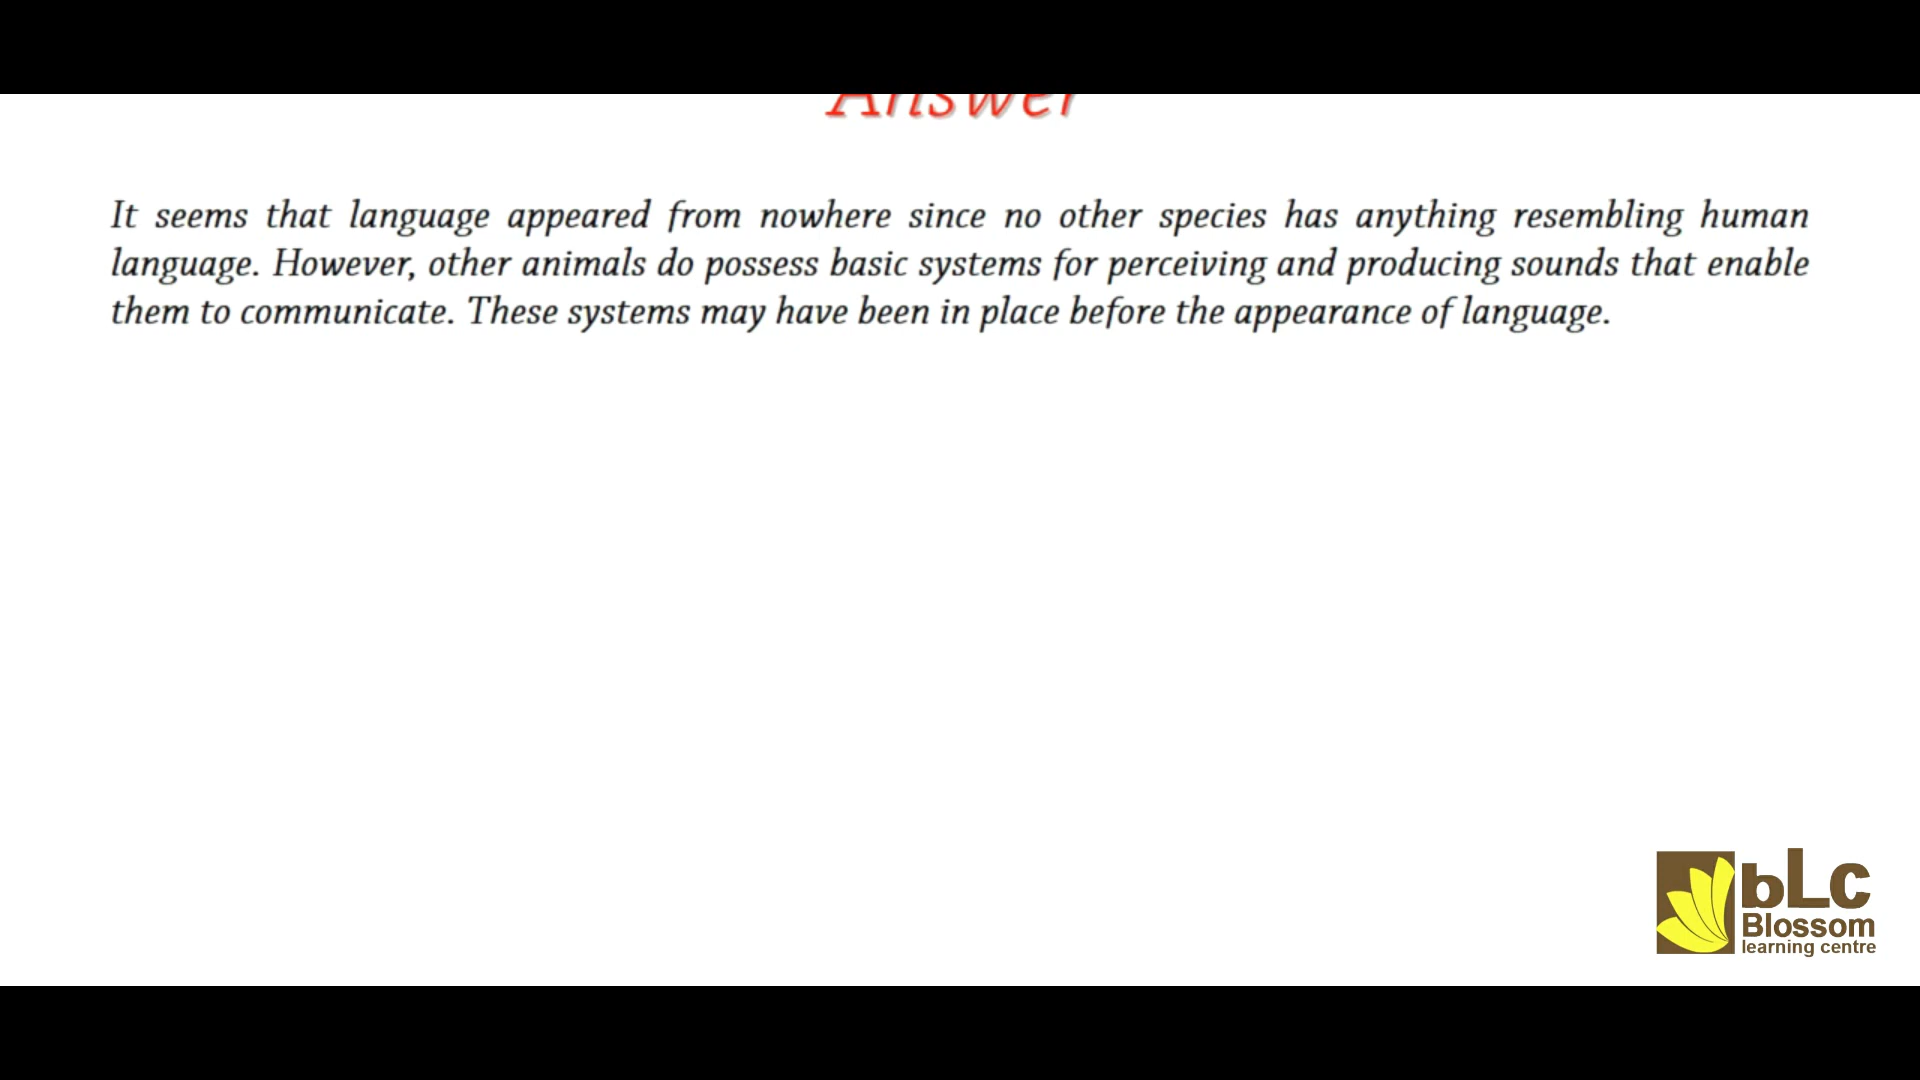 Answer
It seems that language appeared from nowhere since no other species has anything resembling human
language. However, other animals do possess basic systems for perceiving and producing sounds that enable
them to communicate. These systems may have been in place before the appearance of language.
bLc
Blossom
learning centre